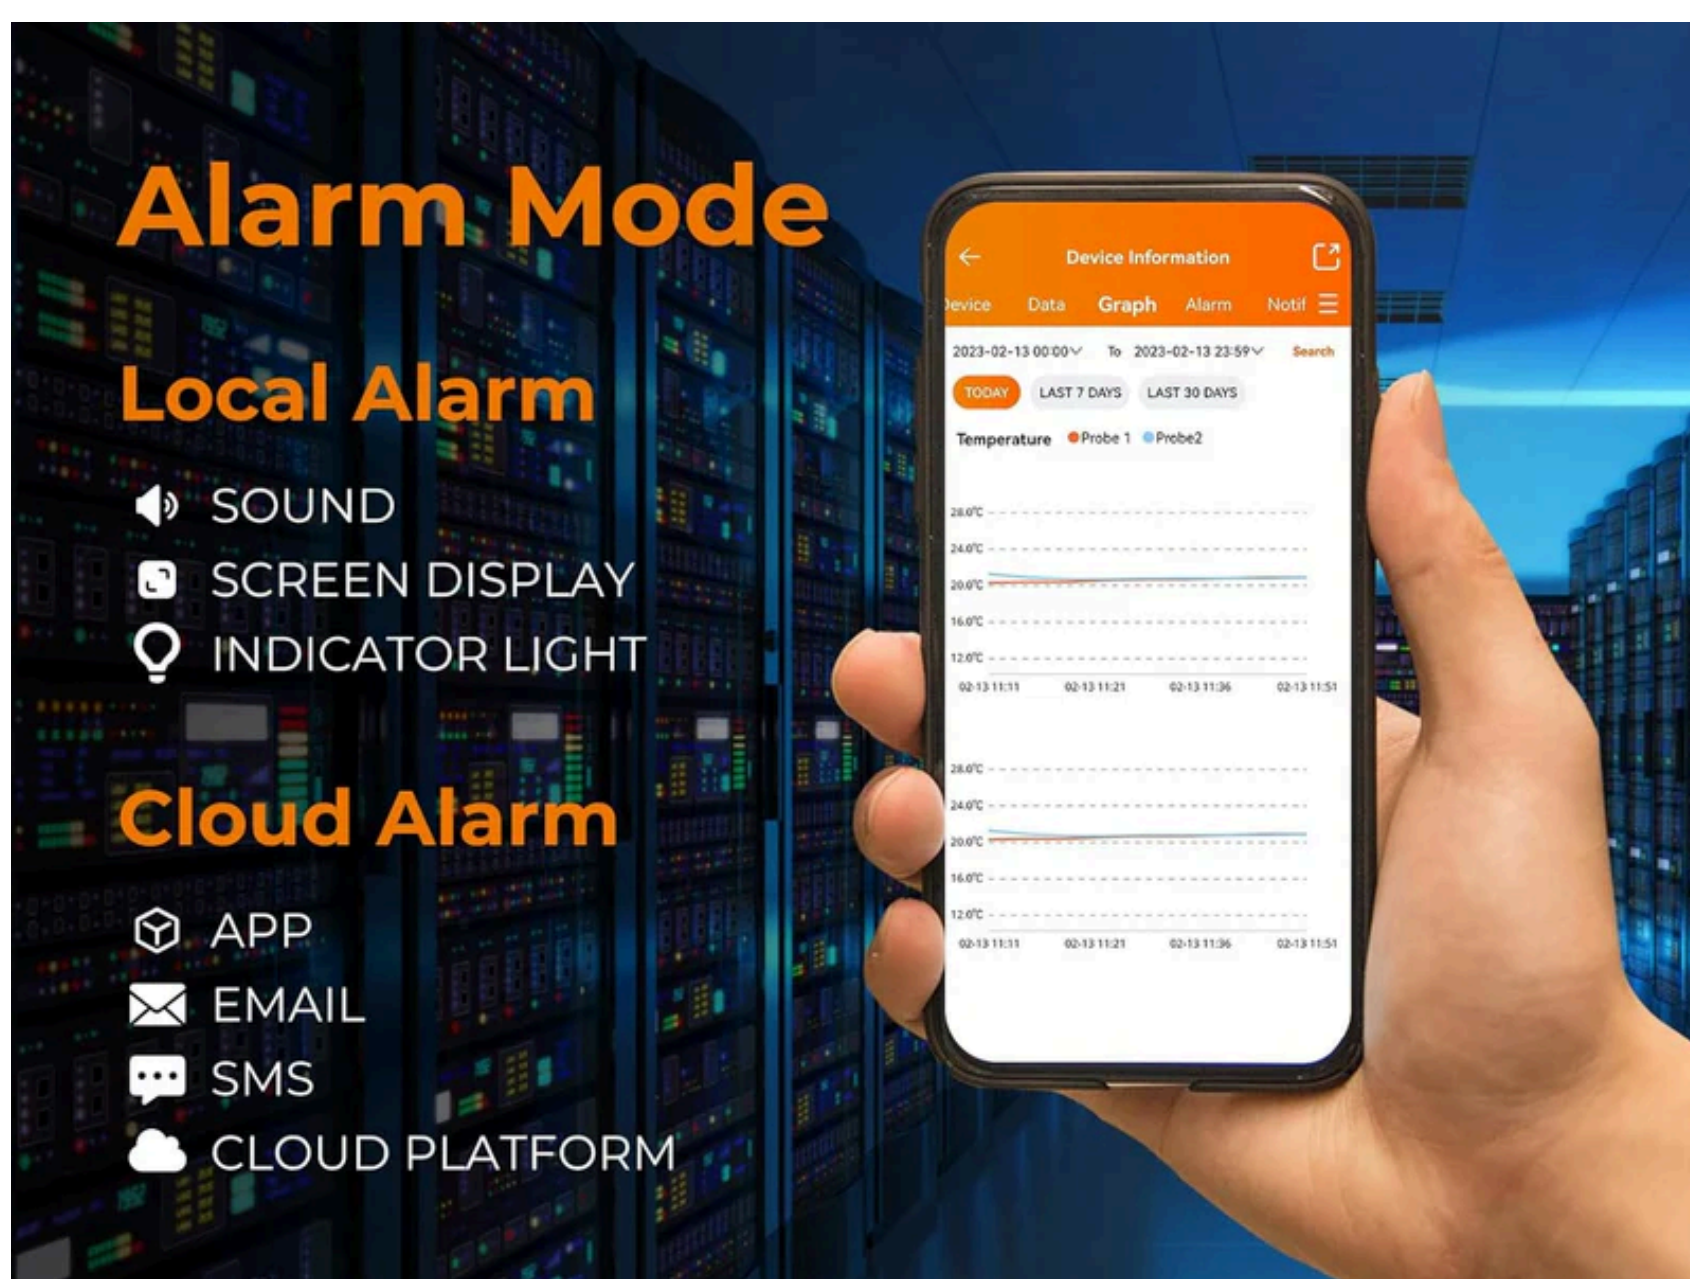 Alarm Mode
Local Alarm
SOUND
SCREEN DISPLAY
INDICATOR LIGHT
Cloud Alarm
APP
EMAIL
SMS
CLOUD PLATFORM
Device Information
Device Data Graph Alarm Notif
2023-02-13 00:00 To 2023-02-13 23:59 Search
TODAY LAST 7 DAYS LAST 30 DAYS
Temperature Probe 1 Probe2
28.0°C
24.0°C
20.0°C
16.0°C
12.0°C
02-13 11:11 02-13 11:21 02-13 11:36 02-13 11:51
28.0°C
24.0°C
20.0°C
16.0°C
12.0°C
02-13 11:11 02-13 11:21 02-13 11:36 02-13 11:51